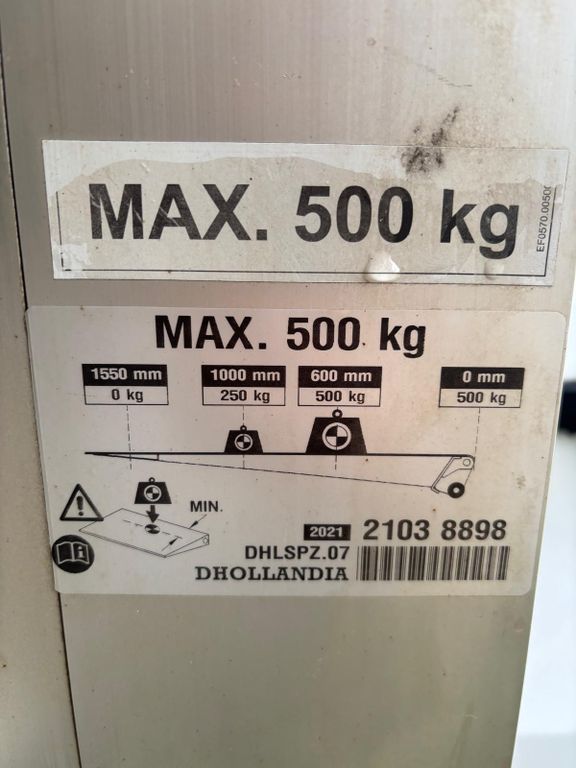 MAX. 500 kg
EF0570.00500
MAX. 500 kg
1550 mm 1000 mm 600 mm 0 mm
0 kg 250 kg 500 kg 500 kg
MIN.
2021 2103 8898
DHLSPZ.07
DHOLLANDIA